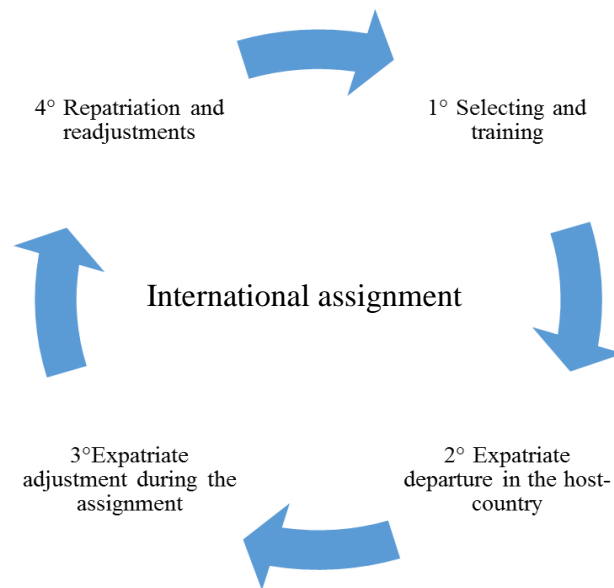 4° Repatriation and
readjustments
1° Selecting and
training
International assignment
3°Expatriate
adjustment during the
assignment
2° Expatriate
departure in the host-
country